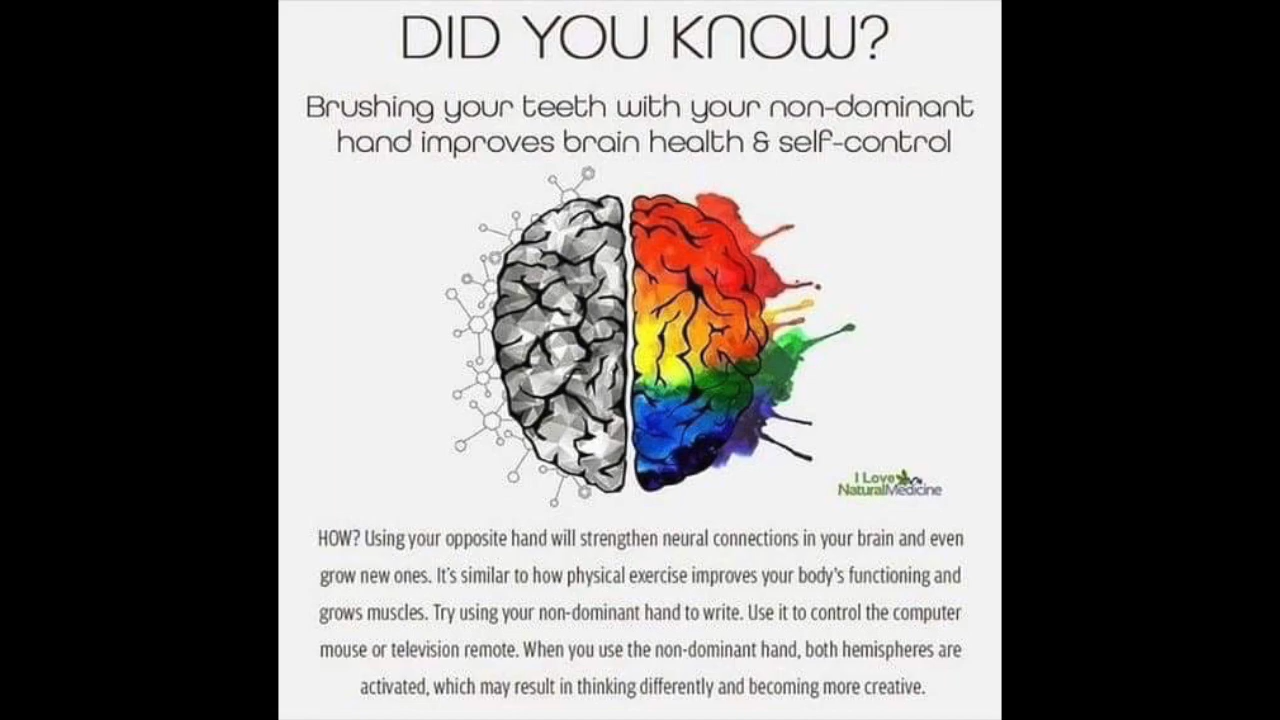 DID YOU KNOW?
Brushing your teeth with your non-dominant
hand improves brain health & self-control
I Love
NaturalMedicine
HOW? Using your opposite hand will strengthen neural connections in your brain and even
grow new ones. It's similar to how physical exercise improves your body's functioning and
grows muscles. Try using your non-dominant hand to write. Use it to control the computer
mouse or television remote. When you use the non-dominant hand, both hemispheres are
activated, which may result in thinking differently and becoming more creative.